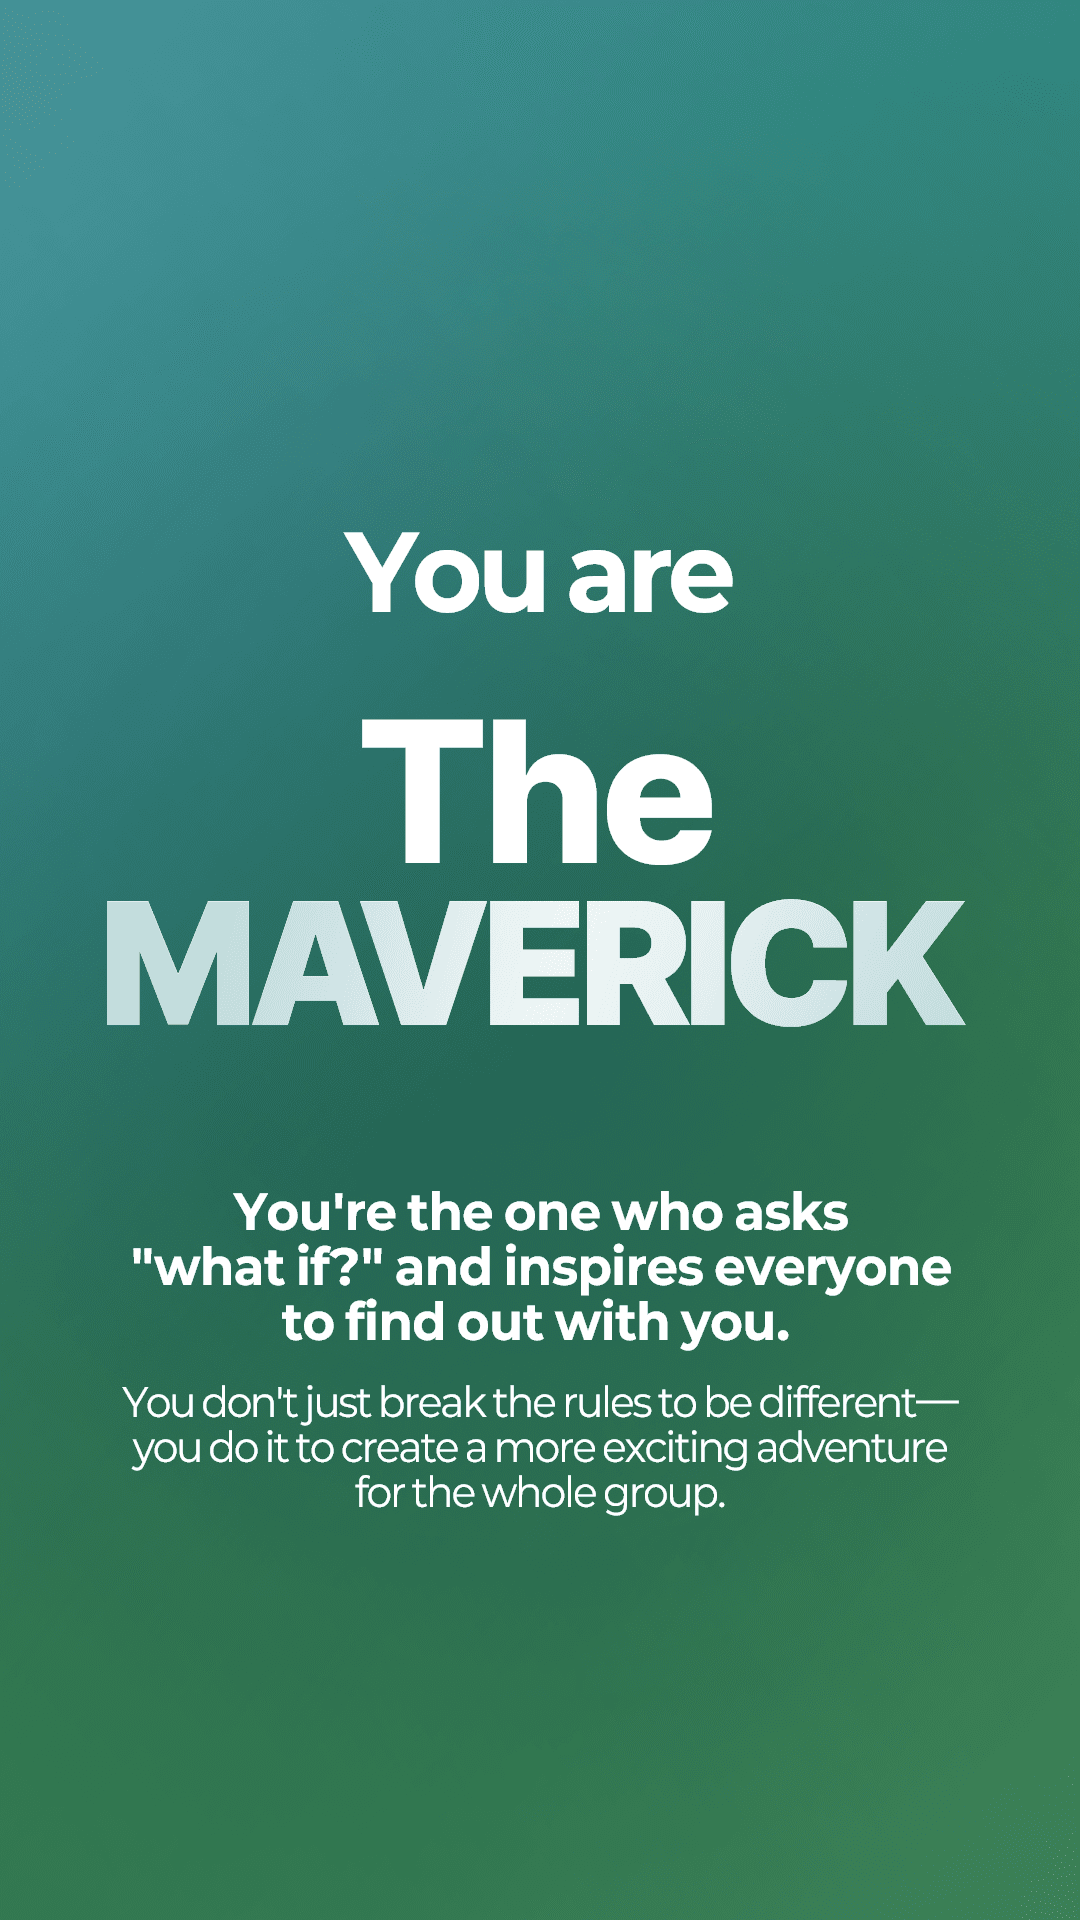 You are
The
MAVERICK
You're the one who asks
"what if?" and inspires everyone
to find out with you.
You don't just break the rules to be different—
you do it to create a more exciting adventure
for the whole group.